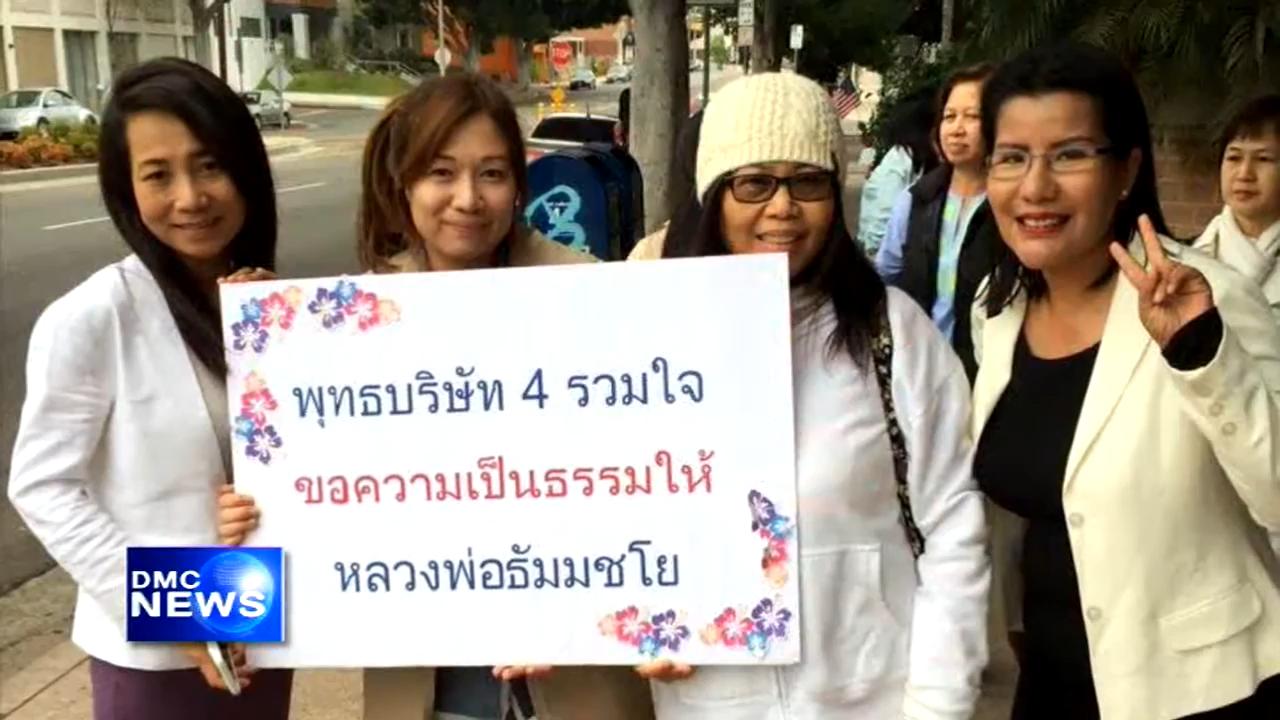 พุทธบริษัท 4 รวมใจ
ขอความเป็นธรรมให้
หลวงพ่อธัมมชโย
DMC
NEWS
STOP